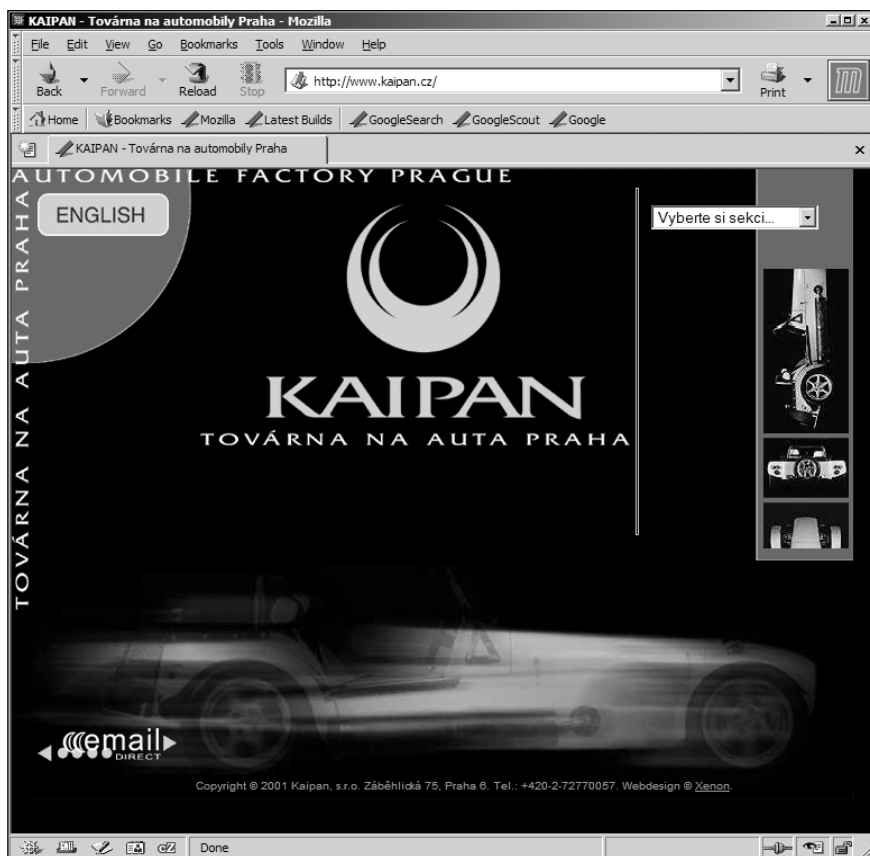 KAIPAN - Továrna na automobily Praha - Mozilla
File Edit View Go Bookmarks Tools Window Help
Back Forward Reload Stop http://www.kaipan.cz/ Print
Home Bookmarks Mozilla Latest Builds GoogleSearch GoogleScout Google
KAIPAN - Továrna na automobily Praha
AUTOMOBILE FACTORY PRAGUE
TOVÁRNA NA AUTA PRAHA
ENGLISH
Vyberte si sekci...
KAIPAN
TOVÁRNA NA AUTA PRAHA
email
DIRECT
Copyright © 2001 Kaipan, s.r.o. Záběhlická 75, Praha 6. Tel.: +420-2-72770057. Webdesign © Xenon.
Done